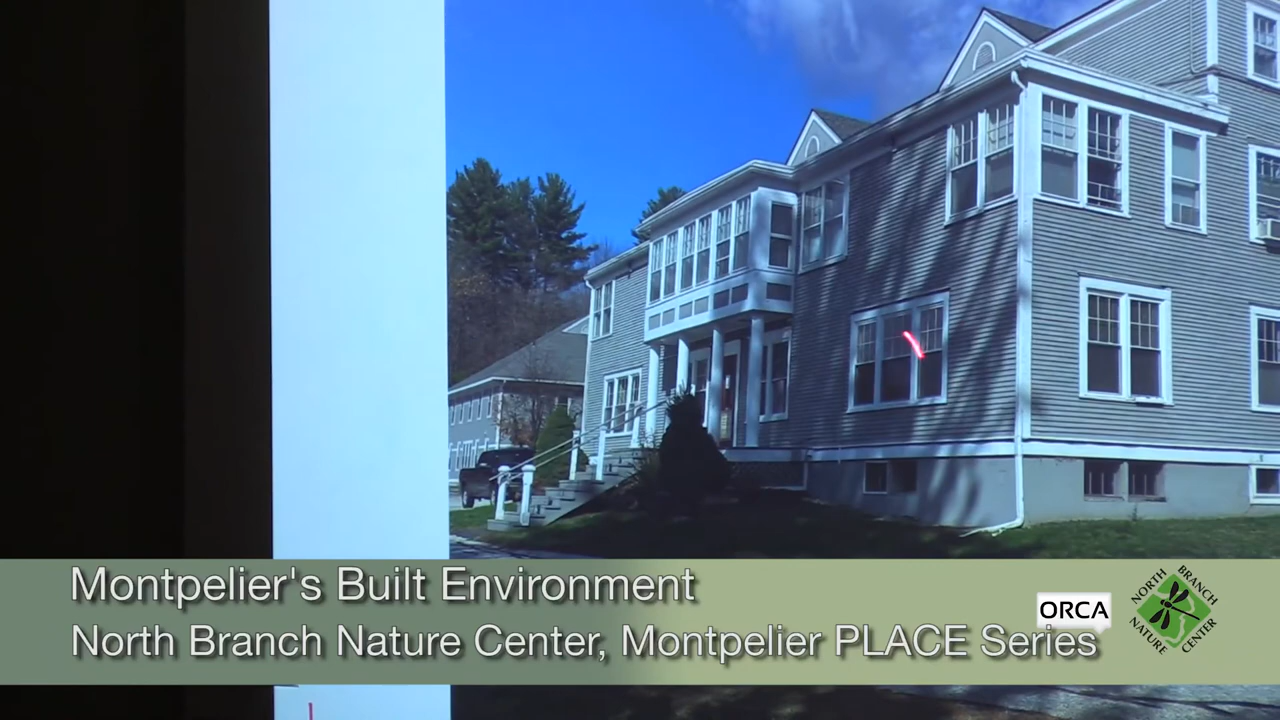 Montpelier's Built Environment
North Branch Nature Center, Montpelier PLACE Series
ORCA
NORTH BRANCH
NATURE CENTER